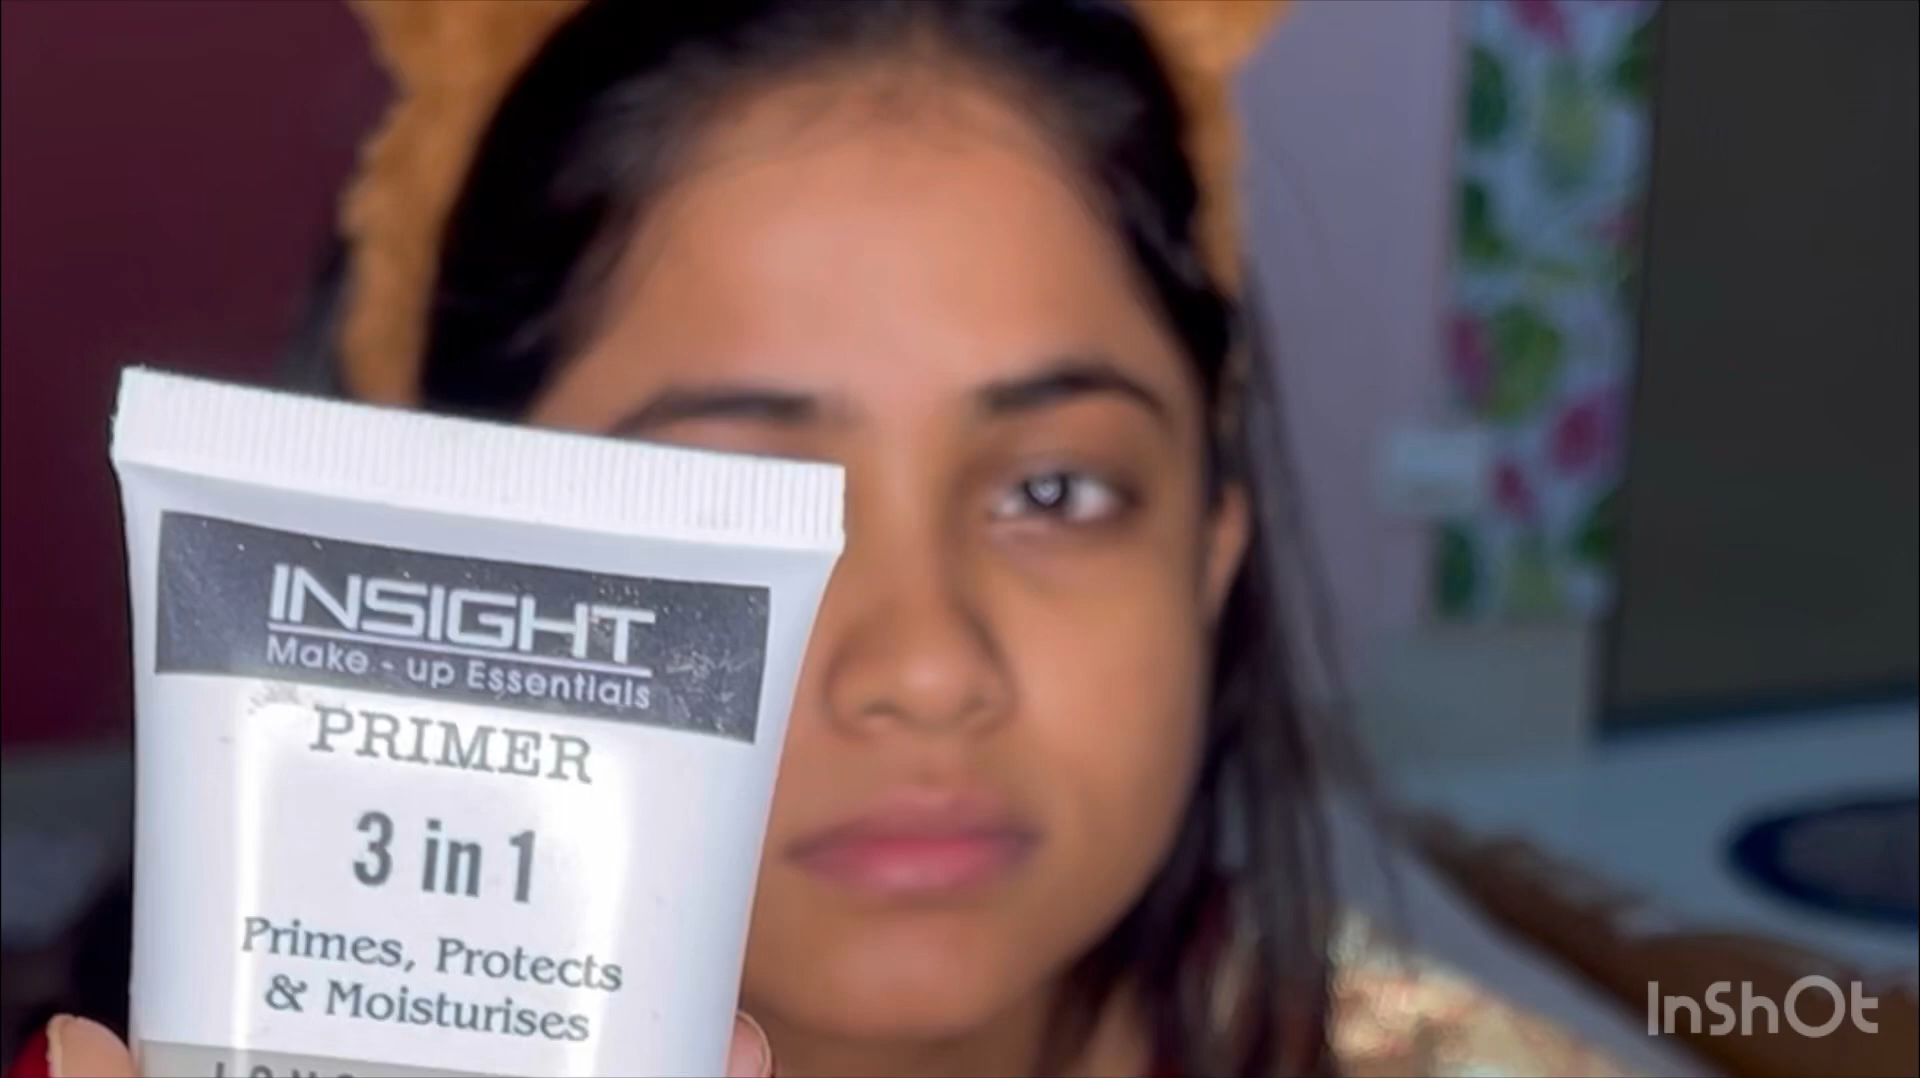 INSIGHT
Make-up Essentials
PRIMER
3 in 1
Primes, Protects
& Moisturises
InShOt